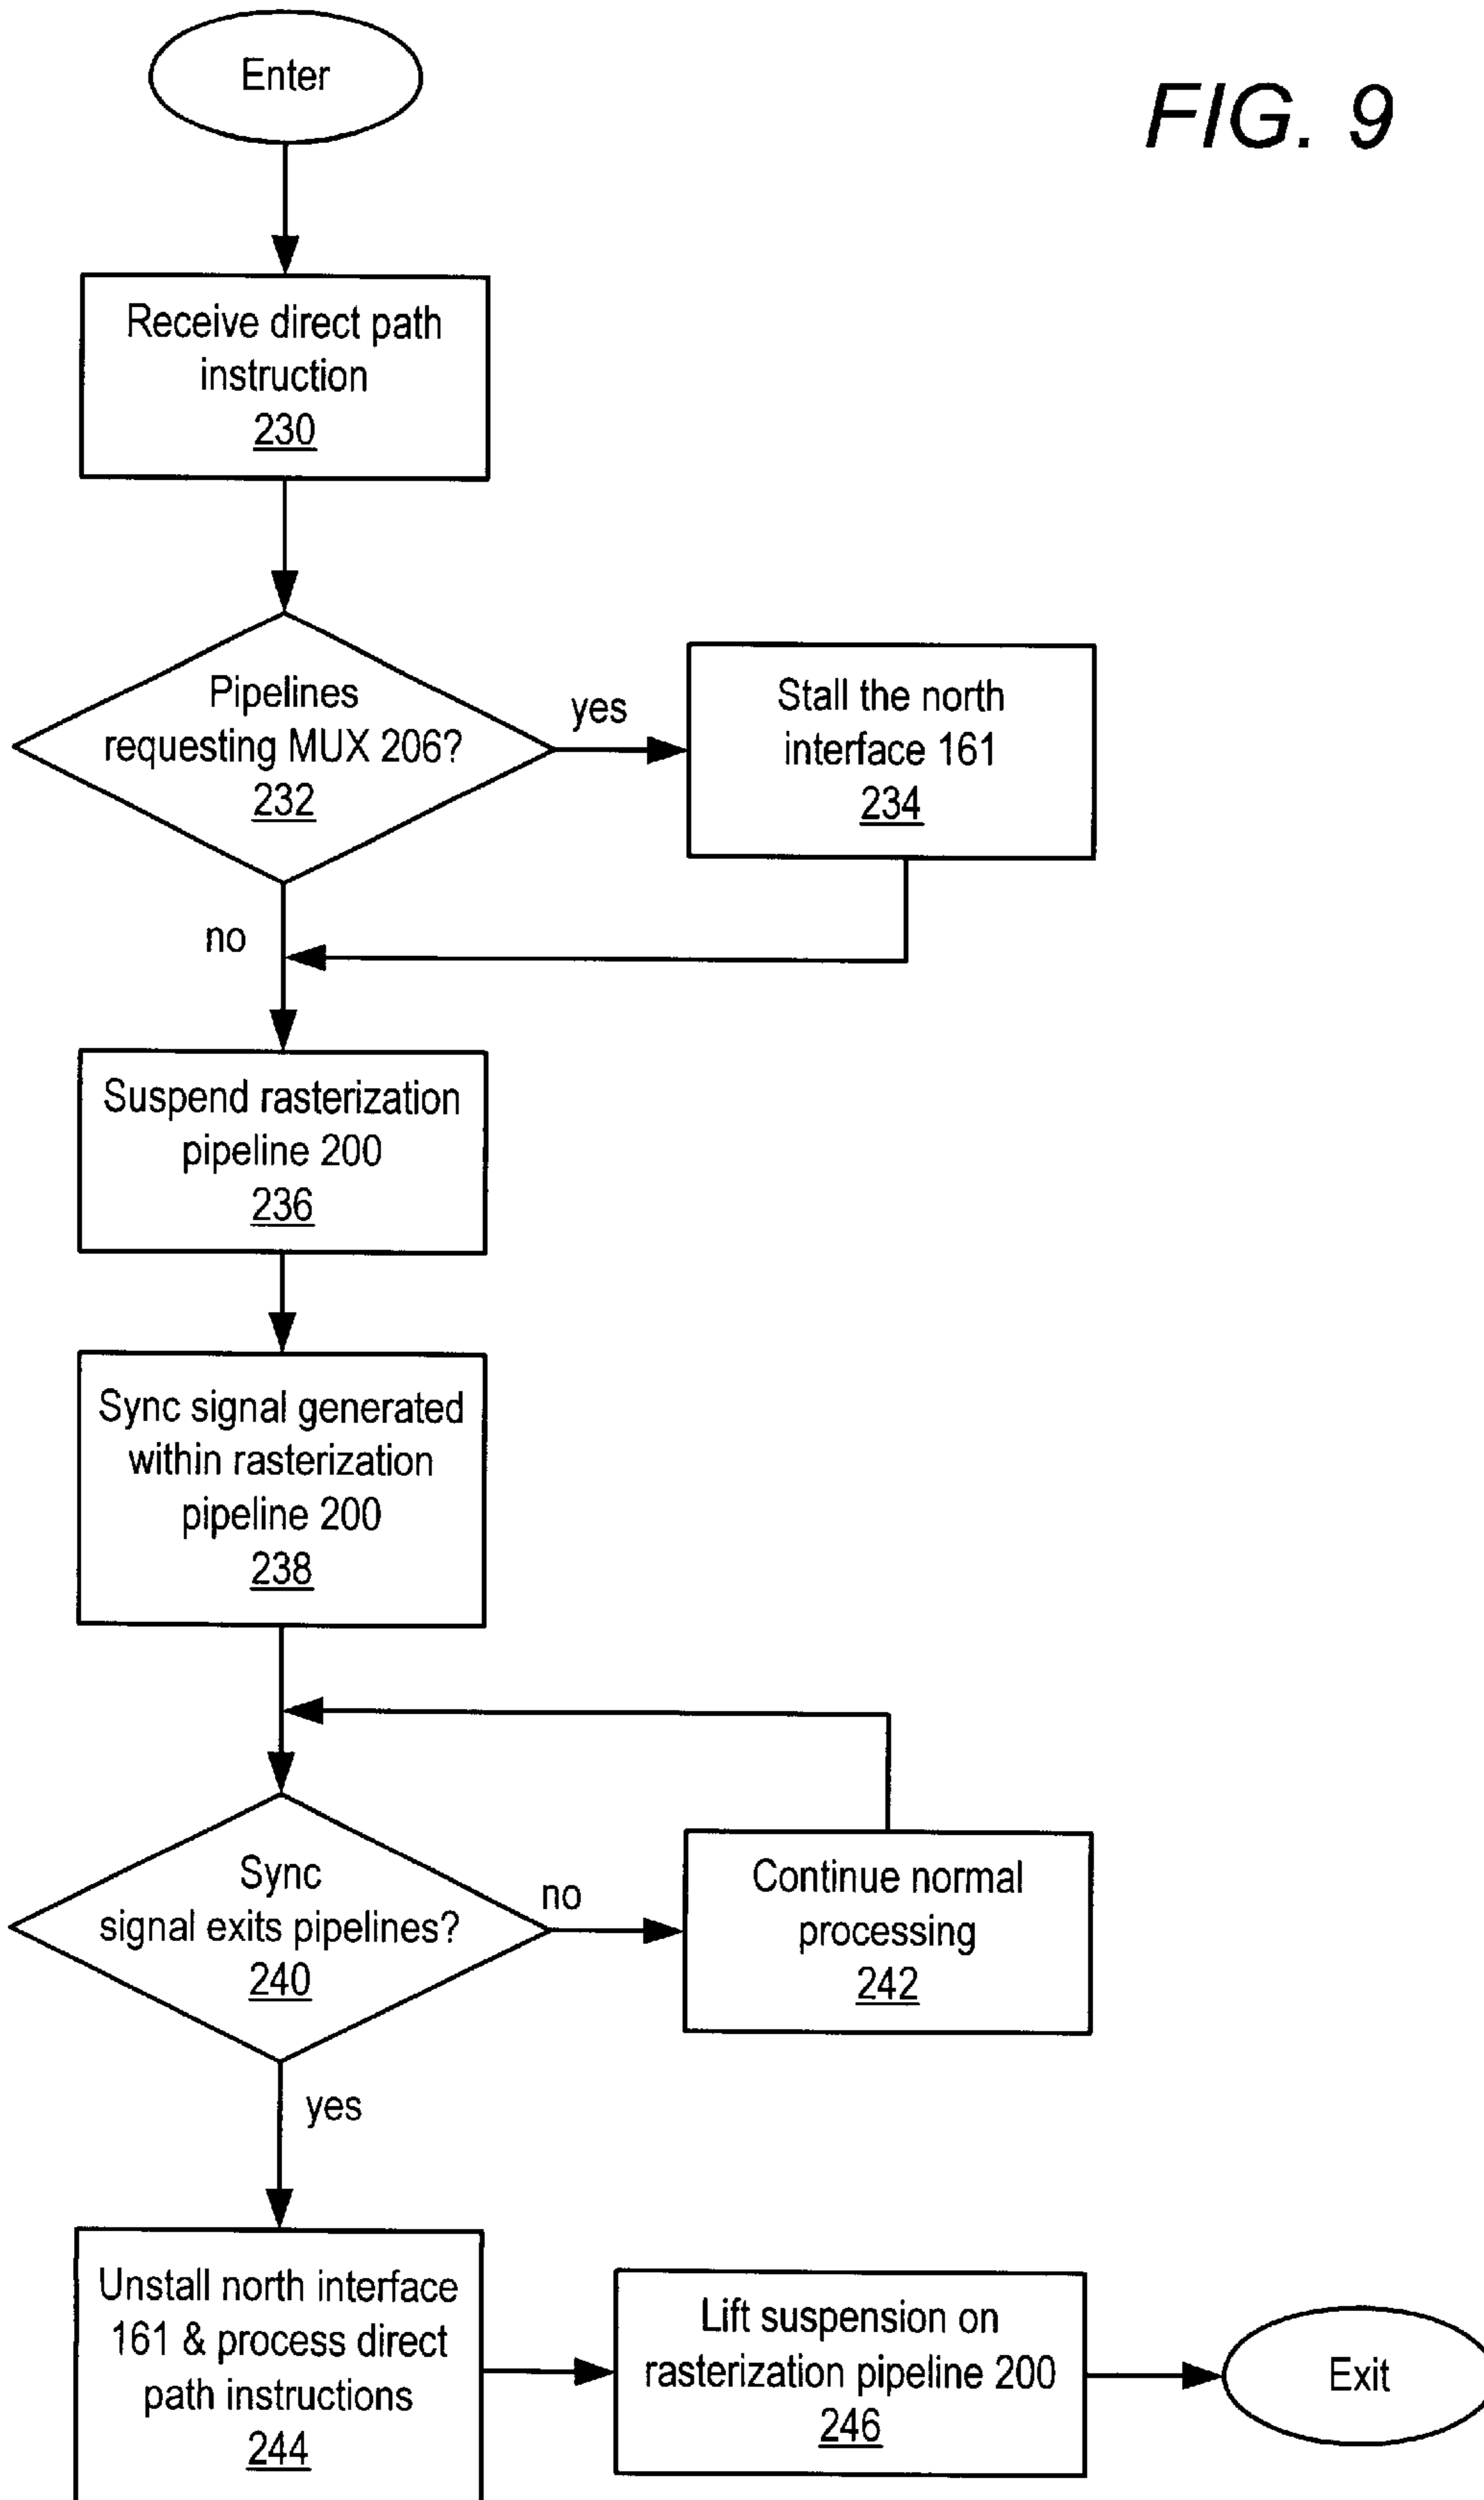 FIG. 9
Enter
Receive direct path
instruction
230
Pipelines
requesting MUX 206?
232
yes
Stall the north
interface 161
234
no
Suspend rasterization
pipeline 200
236
Sync signal generated
within rasterization
pipeline 200
238
Sync
signal exits pipelines?
240
no
Continue normal
processing
242
yes
Unstall north interface
161 & process direct
path instructions
244
Lift suspension on
rasterization pipeline 200
246
Exit